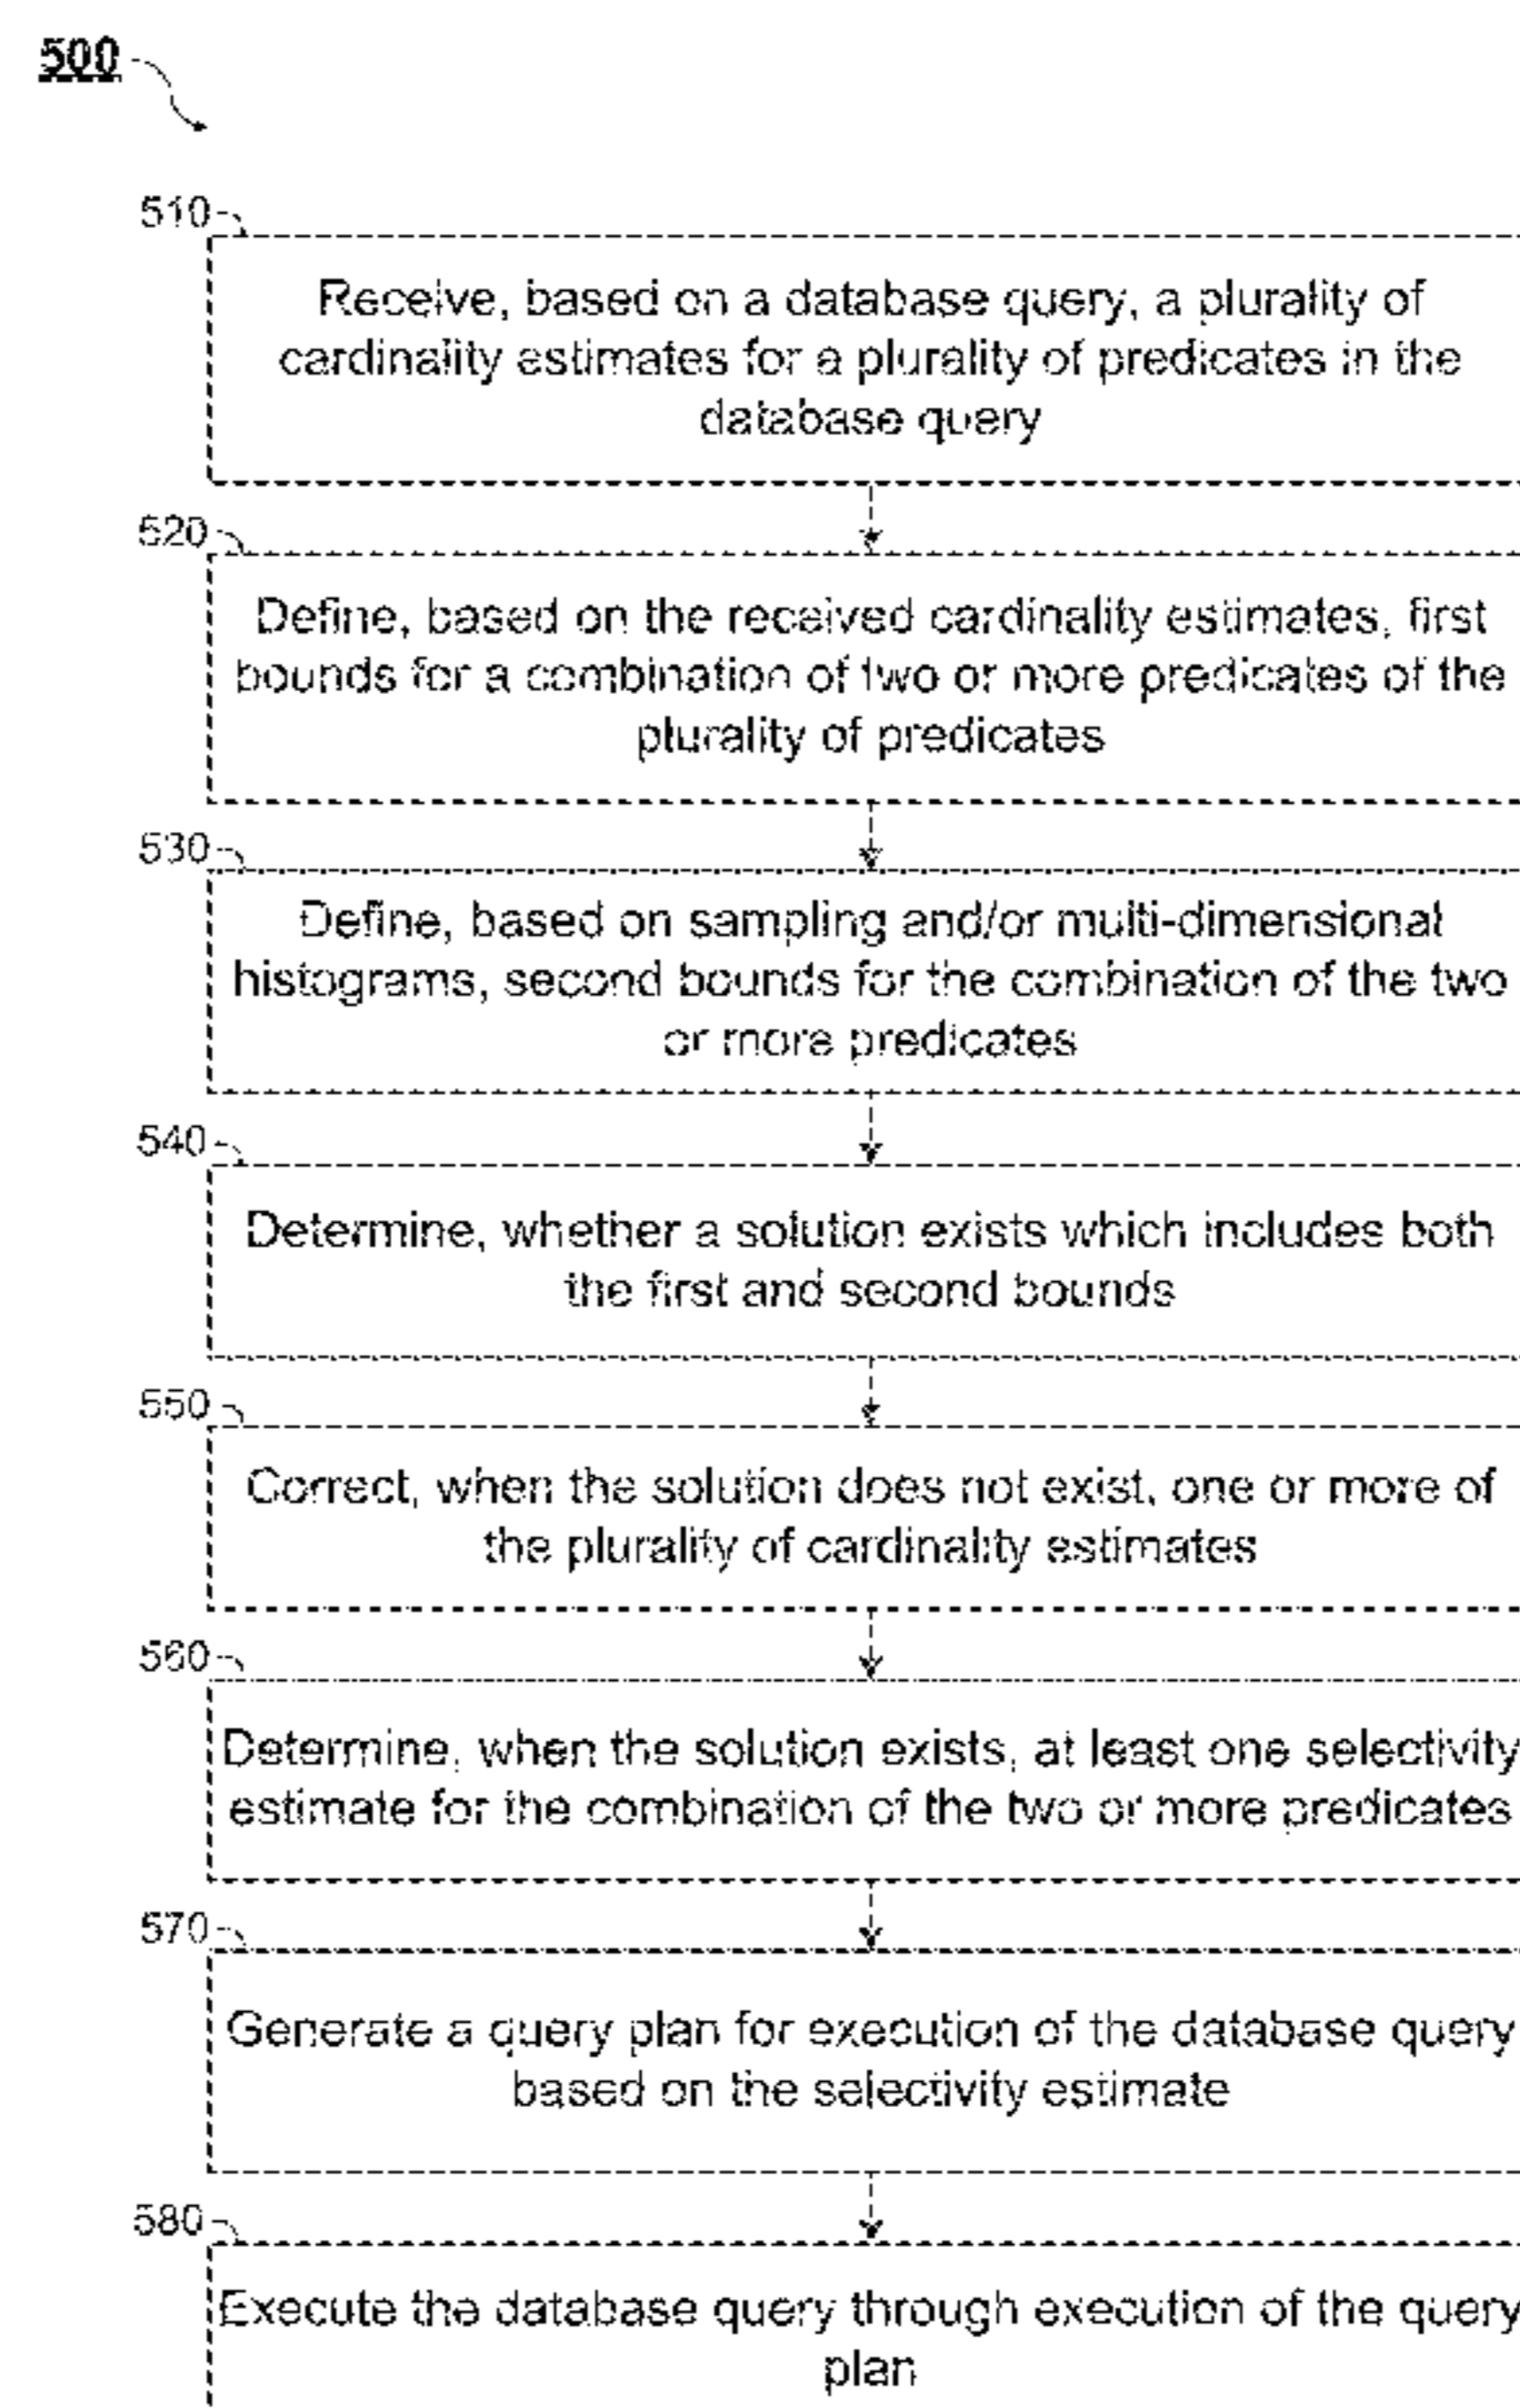 500
510
Receive, based on a database query, a plurality of
cardinality estimates for a plurality of predicates in the
database query
520
Define, based on the received cardinality estimates, first
bounds for a combination of two or more predicates of the
plurality of predicates
530
Define, based on sampling and/or multi-dimensional
histograms, second bounds for the combination of the two
or more predicates
540
Determine, whether a solution exists which includes both
the first and second bounds
550
Correct, when the solution does not exist, one or more of
the plurality of cardinality estimates
560
Determine, when the solution exists, at least one selectivity
estimate for the combination of the two or more predicates
570
Generate a query plan for execution of the database query
based on the selectivity estimate
580
Execute the database query through execution of the query
plan